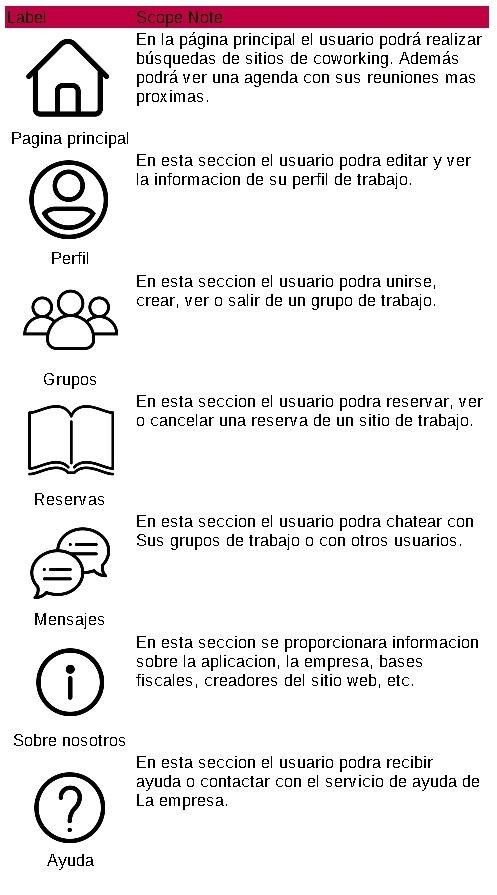 Label Scope Note
En la página principal el usuario podrá realizar
búsquedas de sitios de coworking. Además
podrá ver una agenda con sus reuniones mas
proximas.
Pagina principal
En esta seccion el usuario podra editar y ver
la informacion de su perfil de trabajo.
Perfil
En esta seccion el usuario podra unirse,
crear, ver o salir de un grupo de trabajo.
Grupos
En esta seccion el usuario podra reservar, ver
o cancelar una reserva de un sitio de trabajo.
Reservas
En esta seccion el usuario podra chatear con
Sus grupos de trabajo o con otros usuarios.
Mensajes
En esta seccion se proporcionara informacion
sobre la aplicacion, la empresa, bases
fiscales, creadores del sitio web, etc.
Sobre nosotros
En esta seccion el usuario podra recibir
ayuda o contactar con el servicio de ayuda de
La empresa.
Ayuda